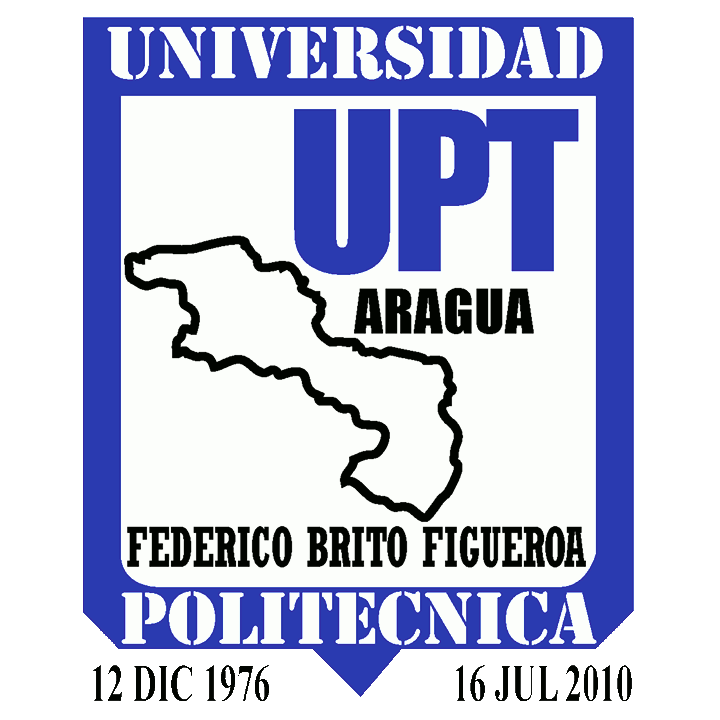 UNIVERSIDAD
UPT
ARAGUA
FEDERICO BRITO FIGUEROA
POLITECNICA
12 DIC 1976 16 JUL 2010